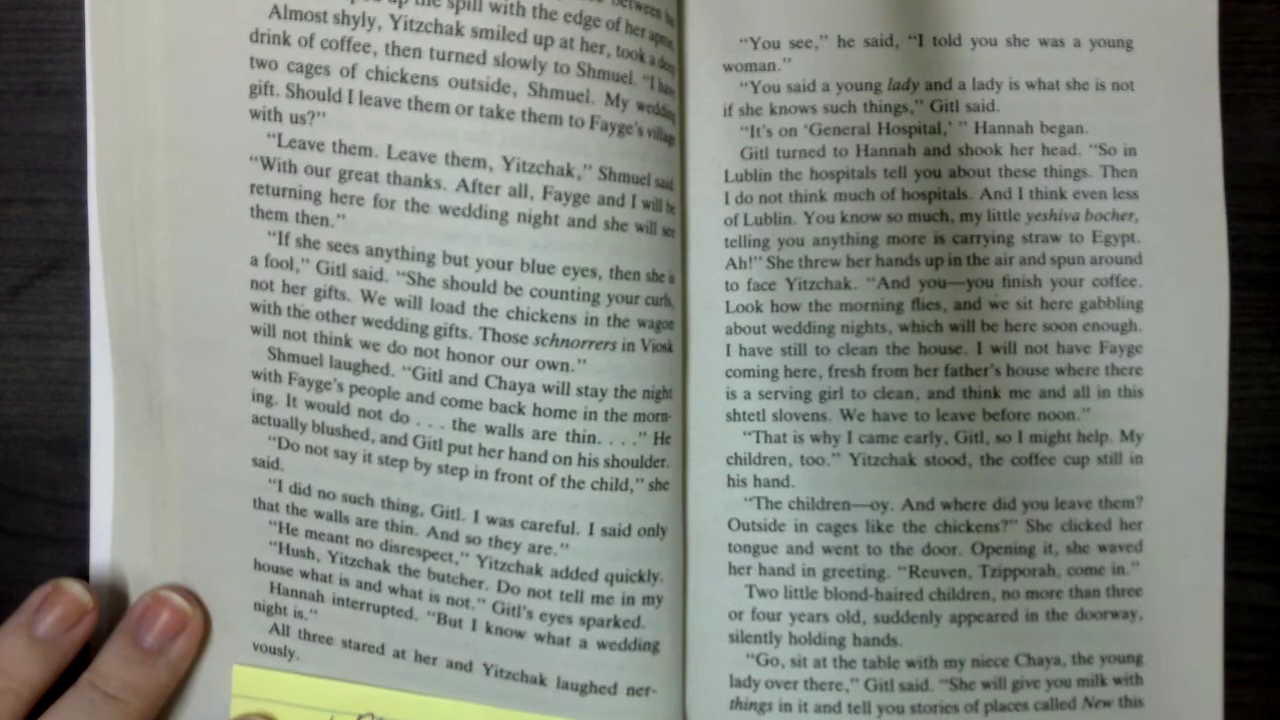 up the spill with the edge of her apron.
Almost shyly, Yitzchak smiled up at her, took a deep
drink of coffee, then turned slowly to Shmuel. "I have
two cages of chickens outside, Shmuel. My wedding
gift. Should I leave them or take them to Fayge's village
with us?"
"Leave them. Leave them, Yitzchak," Shmuel said.
"With our great thanks. After all, Fayge and I will be
returning here for the wedding night and she will see
them then."
"If she sees anything but your blue eyes, then she is
a fool," Gitl said. "She should be counting your curls,
not her gifts. We will load the chickens in the wagon
with the other wedding gifts. Those schnorrers in Viosk
will not think we do not honor our own."
Shmuel laughed. "Gitl and Chaya will stay the night
with Fayge's people and come back home in the morn-
ing. It would not do . . . the walls are thin. . . ." He
actually blushed, and Gitl put her hand on his shoulder.
"Do not say it step by step in front of the child," she
said.
"I did no such thing, Gitl. I was careful. I said only
that the walls are thin. And so they are."
"He meant no disrespect," Yitzchak added quickly.
"Hush, Yitzchak the butcher. Do not tell me in my
house what is and what is not." Gitl's eyes sparked.
Hannah interrupted. "But I know what a wedding
night is."
All three stared at her and Yitzchak laughed ner-
vously.
"You see," he said, "I told you she was a young
woman."
"You said a young lady and a lady is what she is not
if she knows such things," Gitl said.
"It's on 'General Hospital,' " Hannah began.
Gitl turned to Hannah and shook her head. "So in
Lublin the hospitals tell you about these things. Then
I do not think much of hospitals. And I think even less
of Lublin. You know so much, my little yeshiva bocher,
telling you anything more is carrying straw to Egypt.
Ah!" She threw her hands up in the air and spun around
to face Yitzchak. "And you—you finish your coffee.
Look how the morning flies, and we sit here gabbling
about wedding nights, which will be here soon enough.
I have still to clean the house. I will not have Fayge
coming here, fresh from her father's house where there
is a serving girl to clean, and think me and all in this
shtetl slovens. We have to leave before noon."
"That is why I came early, Gitl, so I might help. My
children, too." Yitzchak stood, the coffee cup still in
his hand.
"The children—oy. And where did you leave them?
Outside in cages like the chickens?" She clicked her
tongue and went to the door. Opening it, she waved
her hand in greeting. "Reuven, Tzipporah, come in."
Two little blond-haired children, no more than three
or four years old, suddenly appeared in the doorway,
silently holding hands.
"Go, sit at the table with my niece Chaya, the young
lady over there," Gitl said. "She will give you milk with
things in it and tell you stories of places called New this